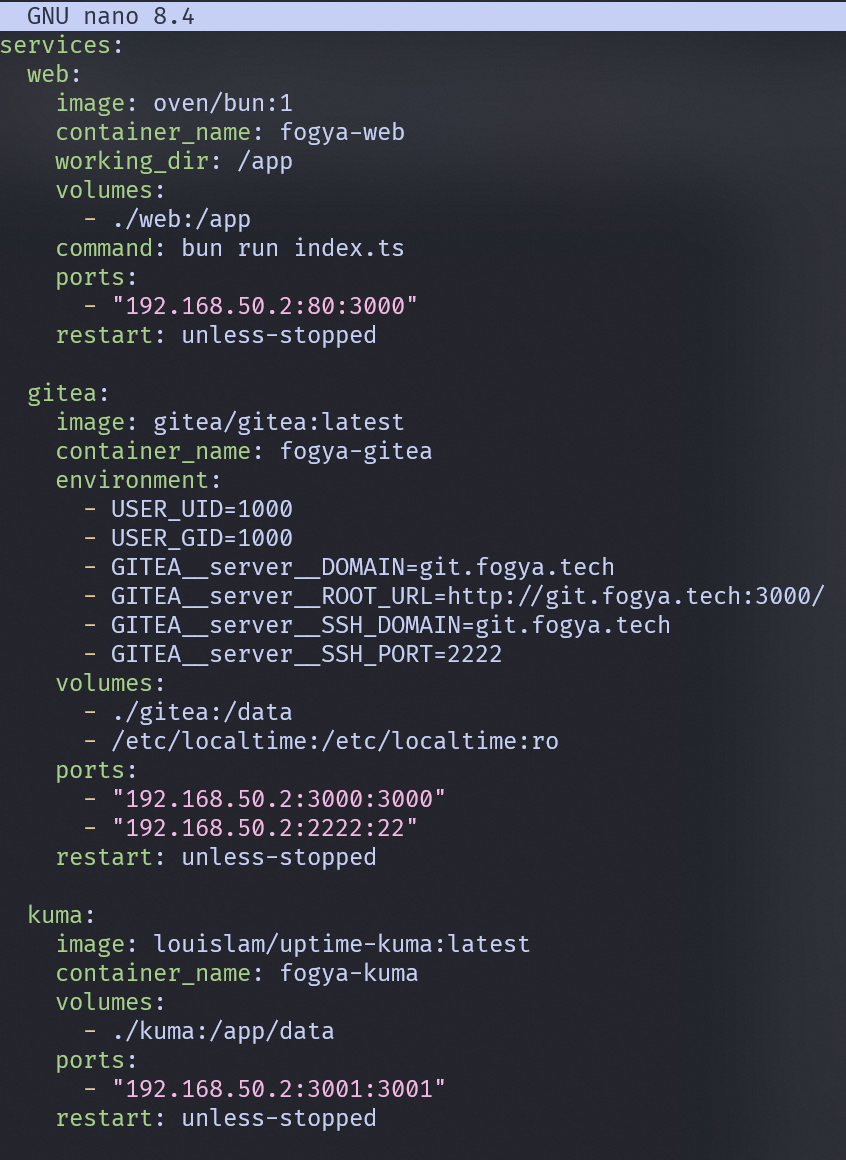 GNU nano 8.4
services:
  web:
    image: oven/bun:1
    container_name: fogya-web
    working_dir: /app
    volumes:
      - ./web:/app
    command: bun run index.ts
    ports:
      - "192.168.50.2:80:3000"
    restart: unless-stopped

  gitea:
    image: gitea/gitea:latest
    container_name: fogya-gitea
    environment:
      - USER_UID=1000
      - USER_GID=1000
      - GITEA__server__DOMAIN=git.fogya.tech
      - GITEA__server__ROOT_URL=http://git.fogya.tech:3000/
      - GITEA__server__SSH_DOMAIN=git.fogya.tech
      - GITEA__server__SSH_PORT=2222
    volumes:
      - ./gitea:/data
      - /etc/localtime:/etc/localtime:ro
    ports:
      - "192.168.50.2:3000:3000"
      - "192.168.50.2:2222:22"
    restart: unless-stopped

  kuma:
    image: louislam/uptime-kuma:latest
    container_name: fogya-kuma
    volumes:
      - ./kuma:/app/data
    ports:
      - "192.168.50.2:3001:3001"
    restart: unless-stopped